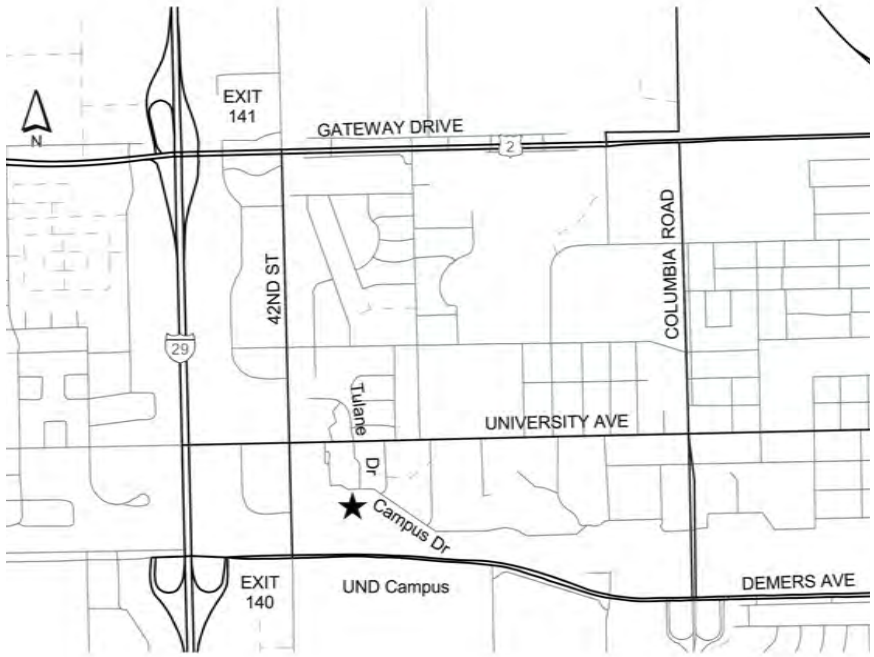 EXIT
141
GATEWAY DRIVE
2
N
COLUMBIA ROAD
42ND ST
29
Tulane
Dr
UNIVERSITY AVE
Campus Dr
EXIT
140
UND Campus
DEMERS AVE